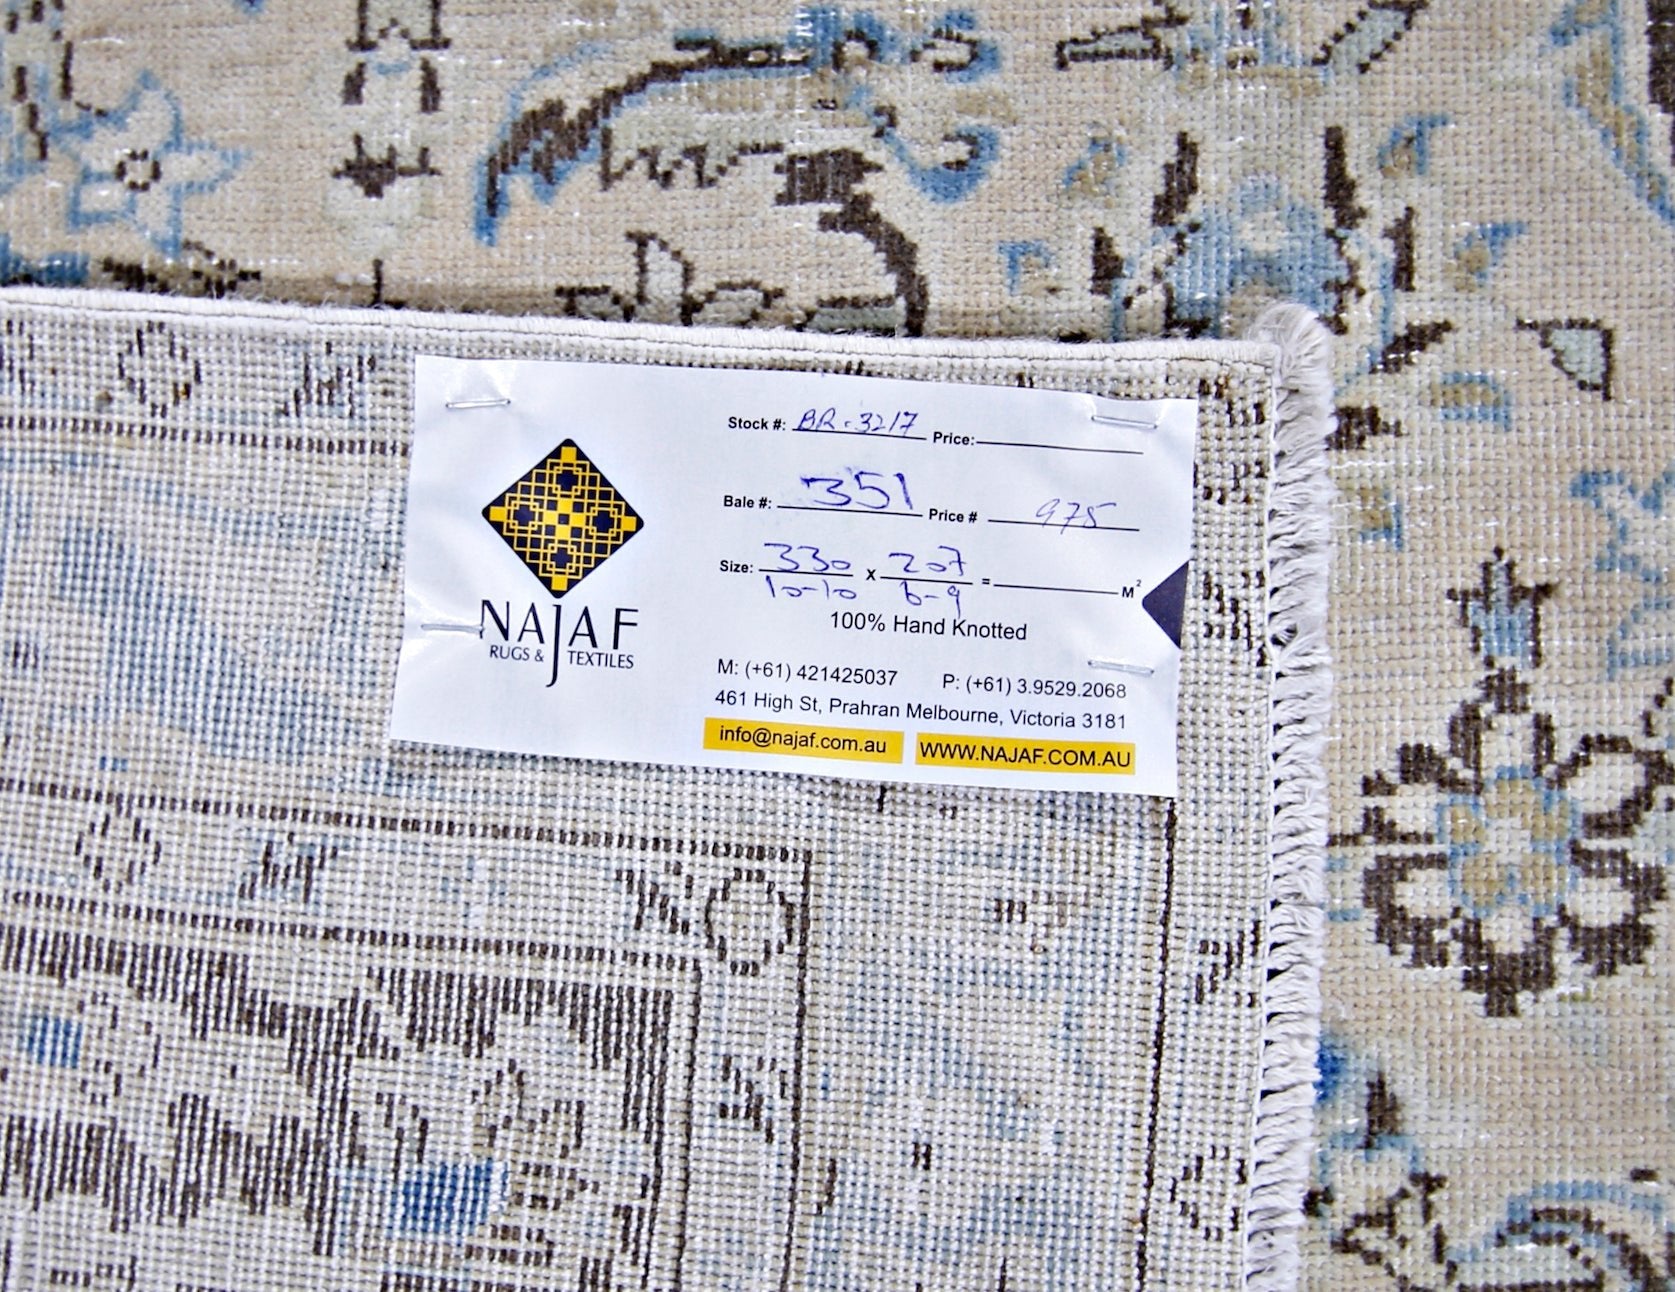 Stock #: BR-3217 Price:
Bale #: 351 Price # 975
Size: 330 x 207 = M²
10-10 6-9
100% Hand Knotted
NAJAF
RUGS & TEXTILES
M: (+61) 421425037 P: (+61) 3.9529.2068
461 High St, Prahran Melbourne, Victoria 3181
info@najaf.com.au WWW.NAJAF.COM.AU